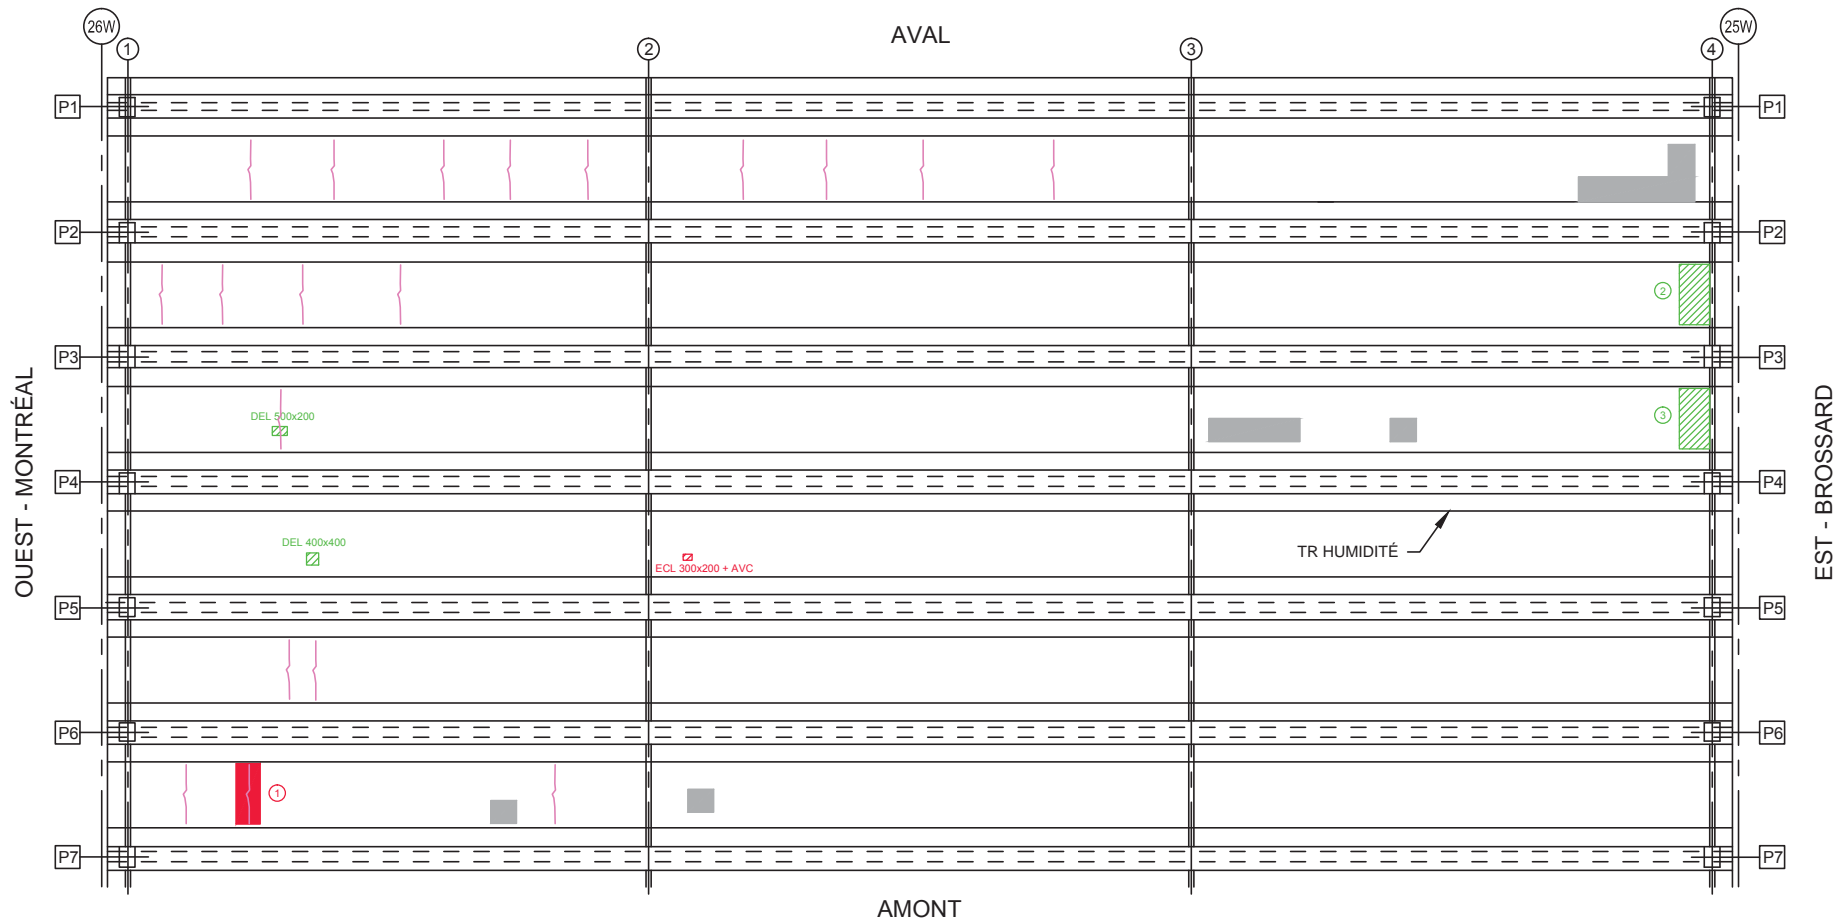 AVAL
26W
25W
1
2
3
4
P1
P1
P2
P2
2
P3
P3
DEL 500x200
3
P4
P4
DEL 400x400
ECL 300x200 + AVC
TR HUMIDITÉ
P5
P5
P6
P6
1
P7
P7
OUEST - MONTRÉAL
EST - BROSSARD
AMONT